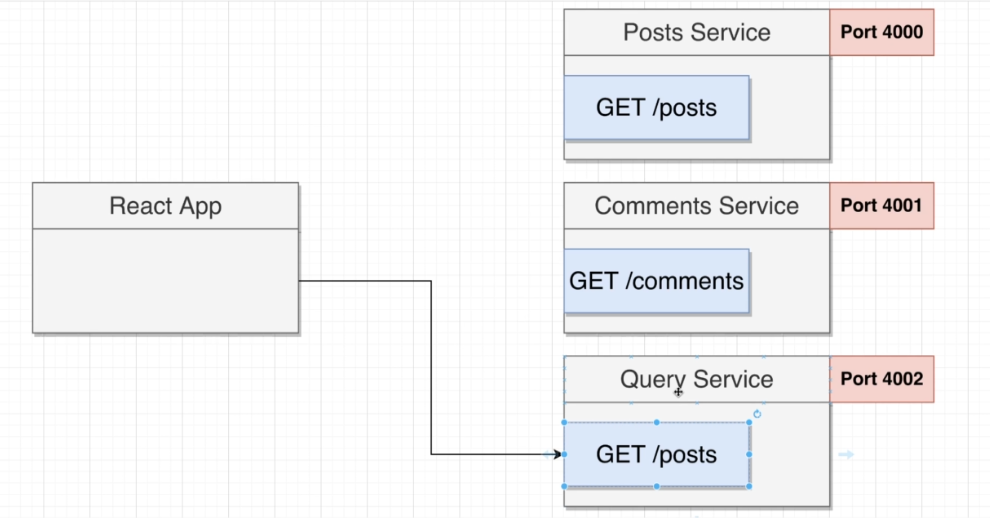 Posts Service
Port 4000
GET /posts
React App
Comments Service
Port 4001
GET /comments
Query Service
Port 4002
GET /posts